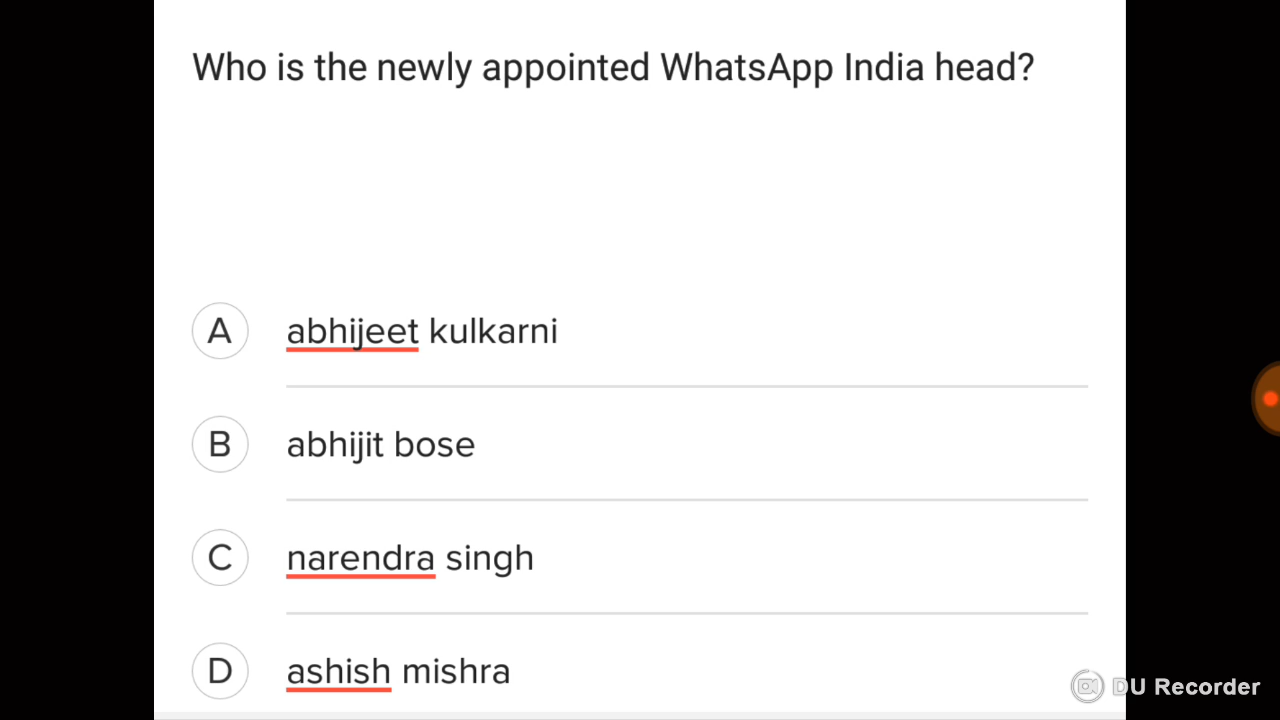 Who is the newly appointed WhatsApp India head?
A abhijeet kulkarni
B abhijit bose
C narendra singh
D ashish mishra
DU Recorder